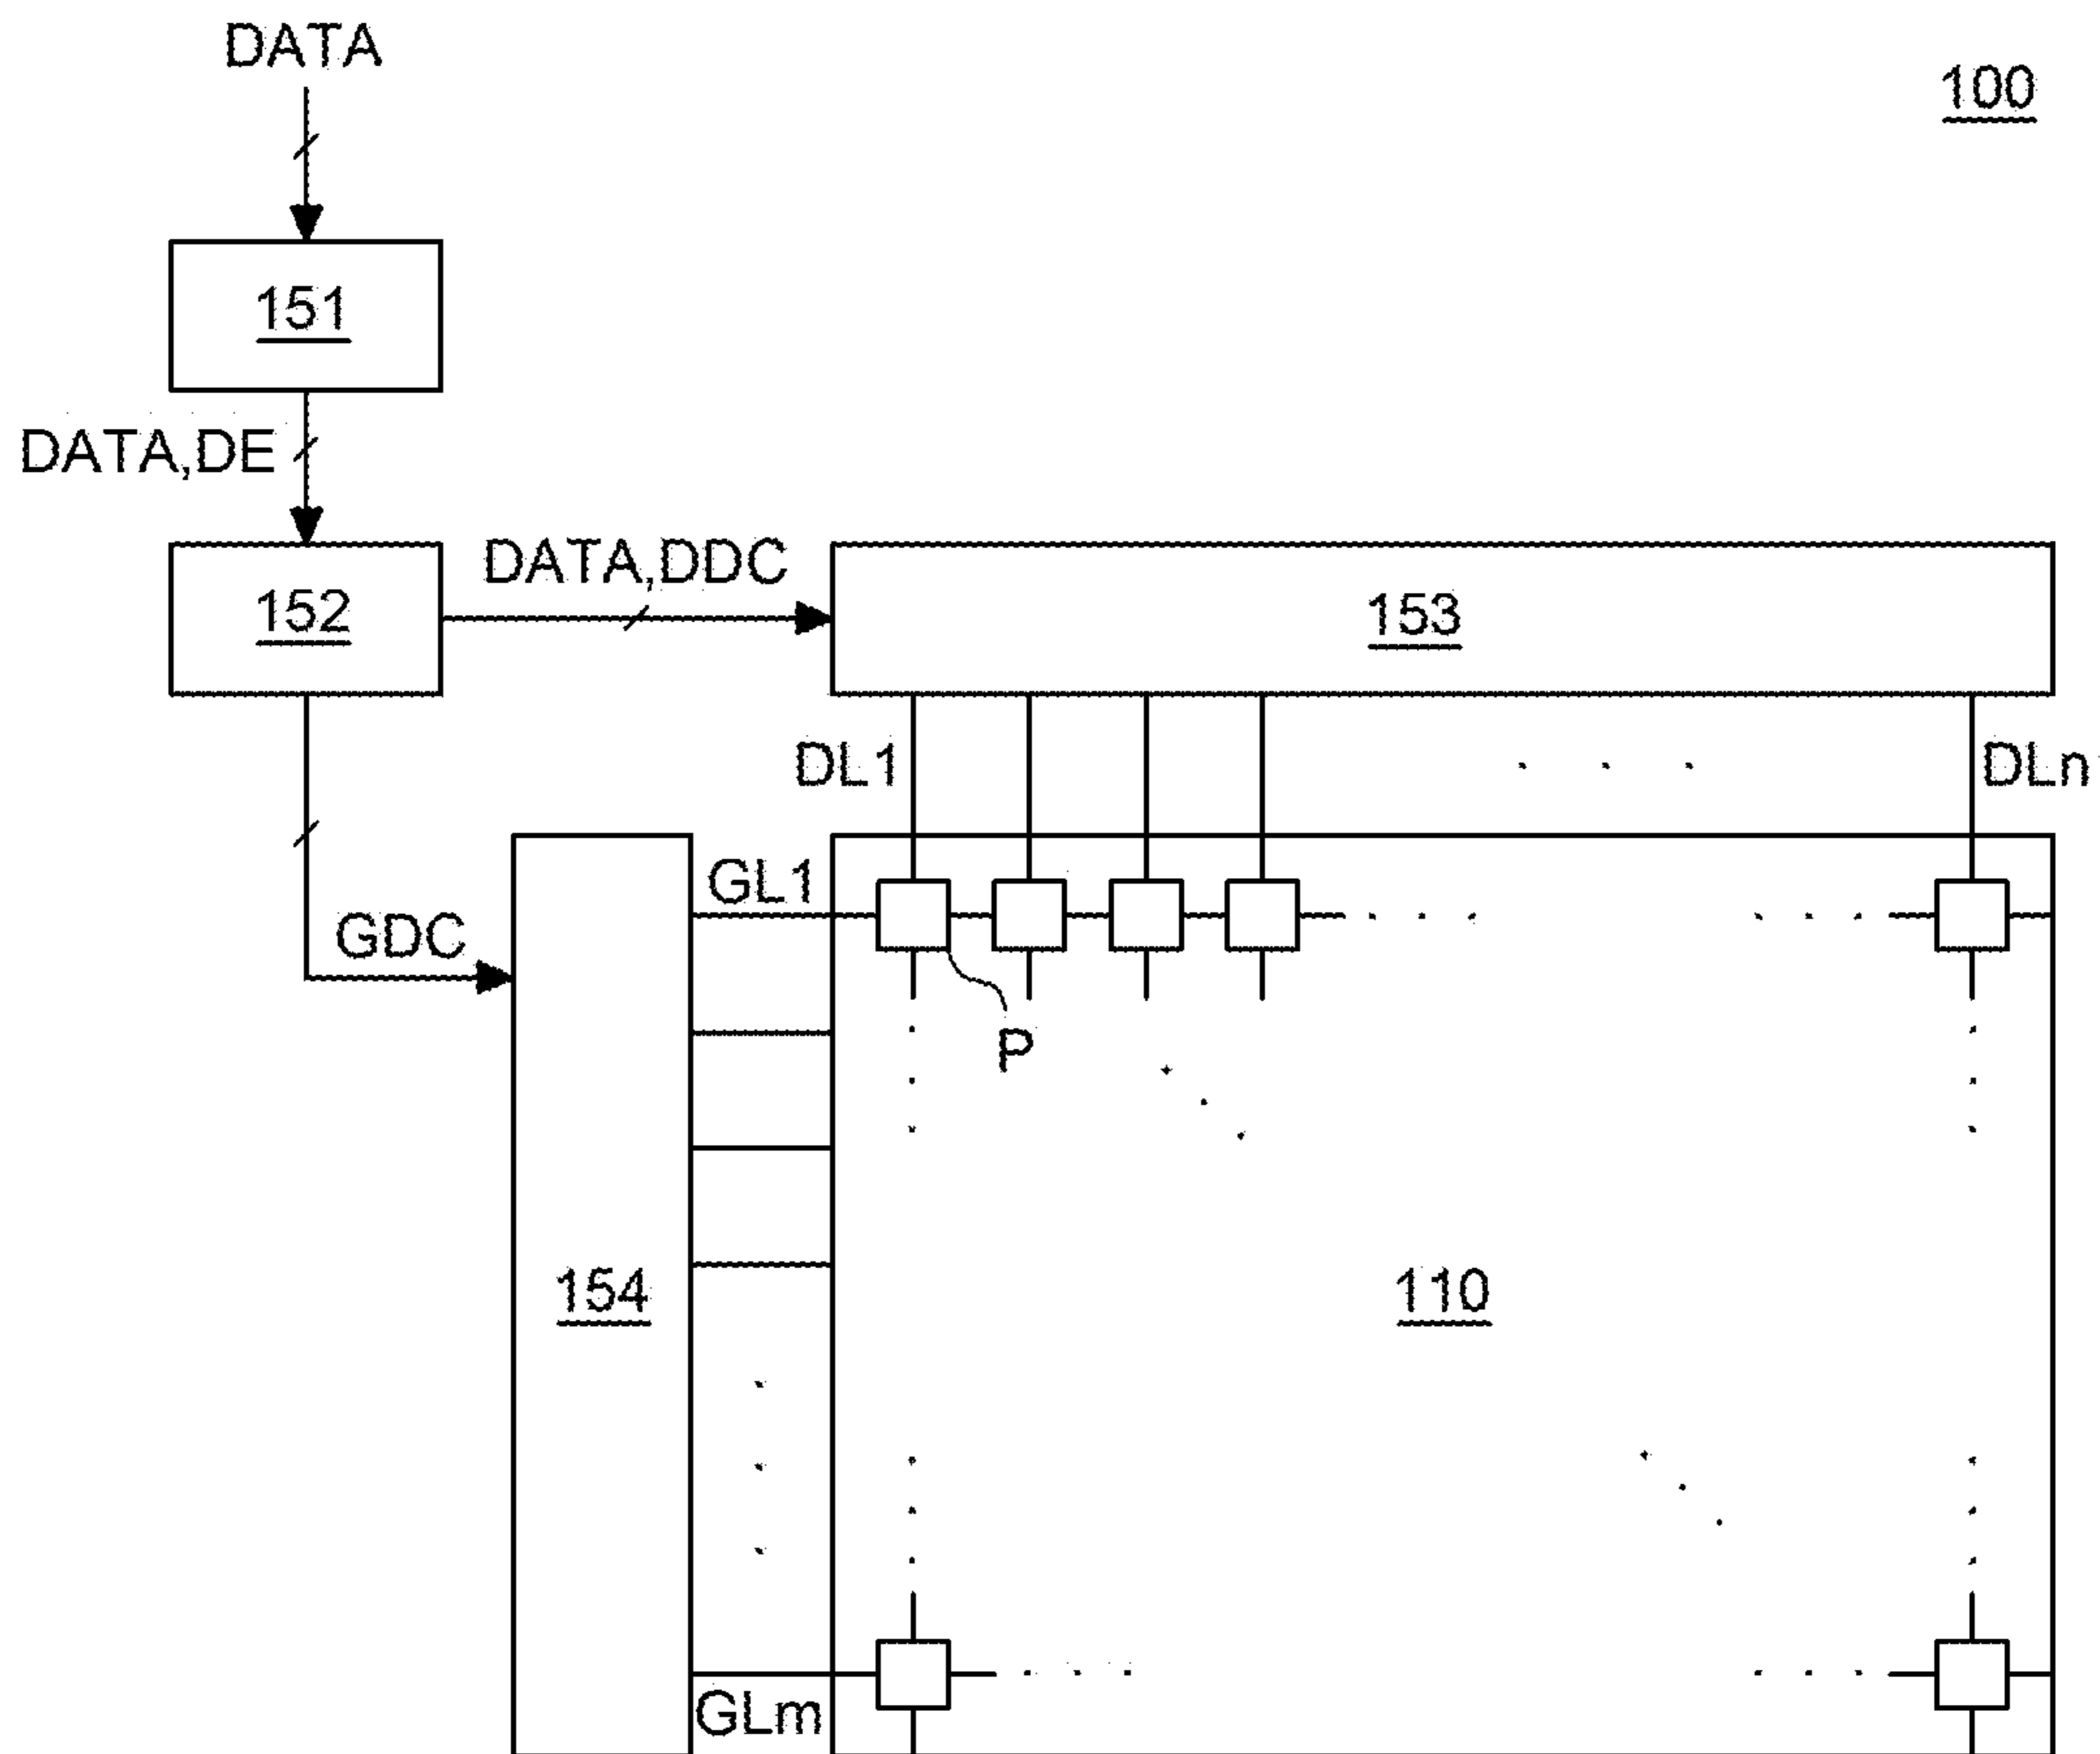 DATA
100
151
DATA,DE
152
DATA,DDC
153
DL1
DLn
GL1
GDC
P
154
110
GLm